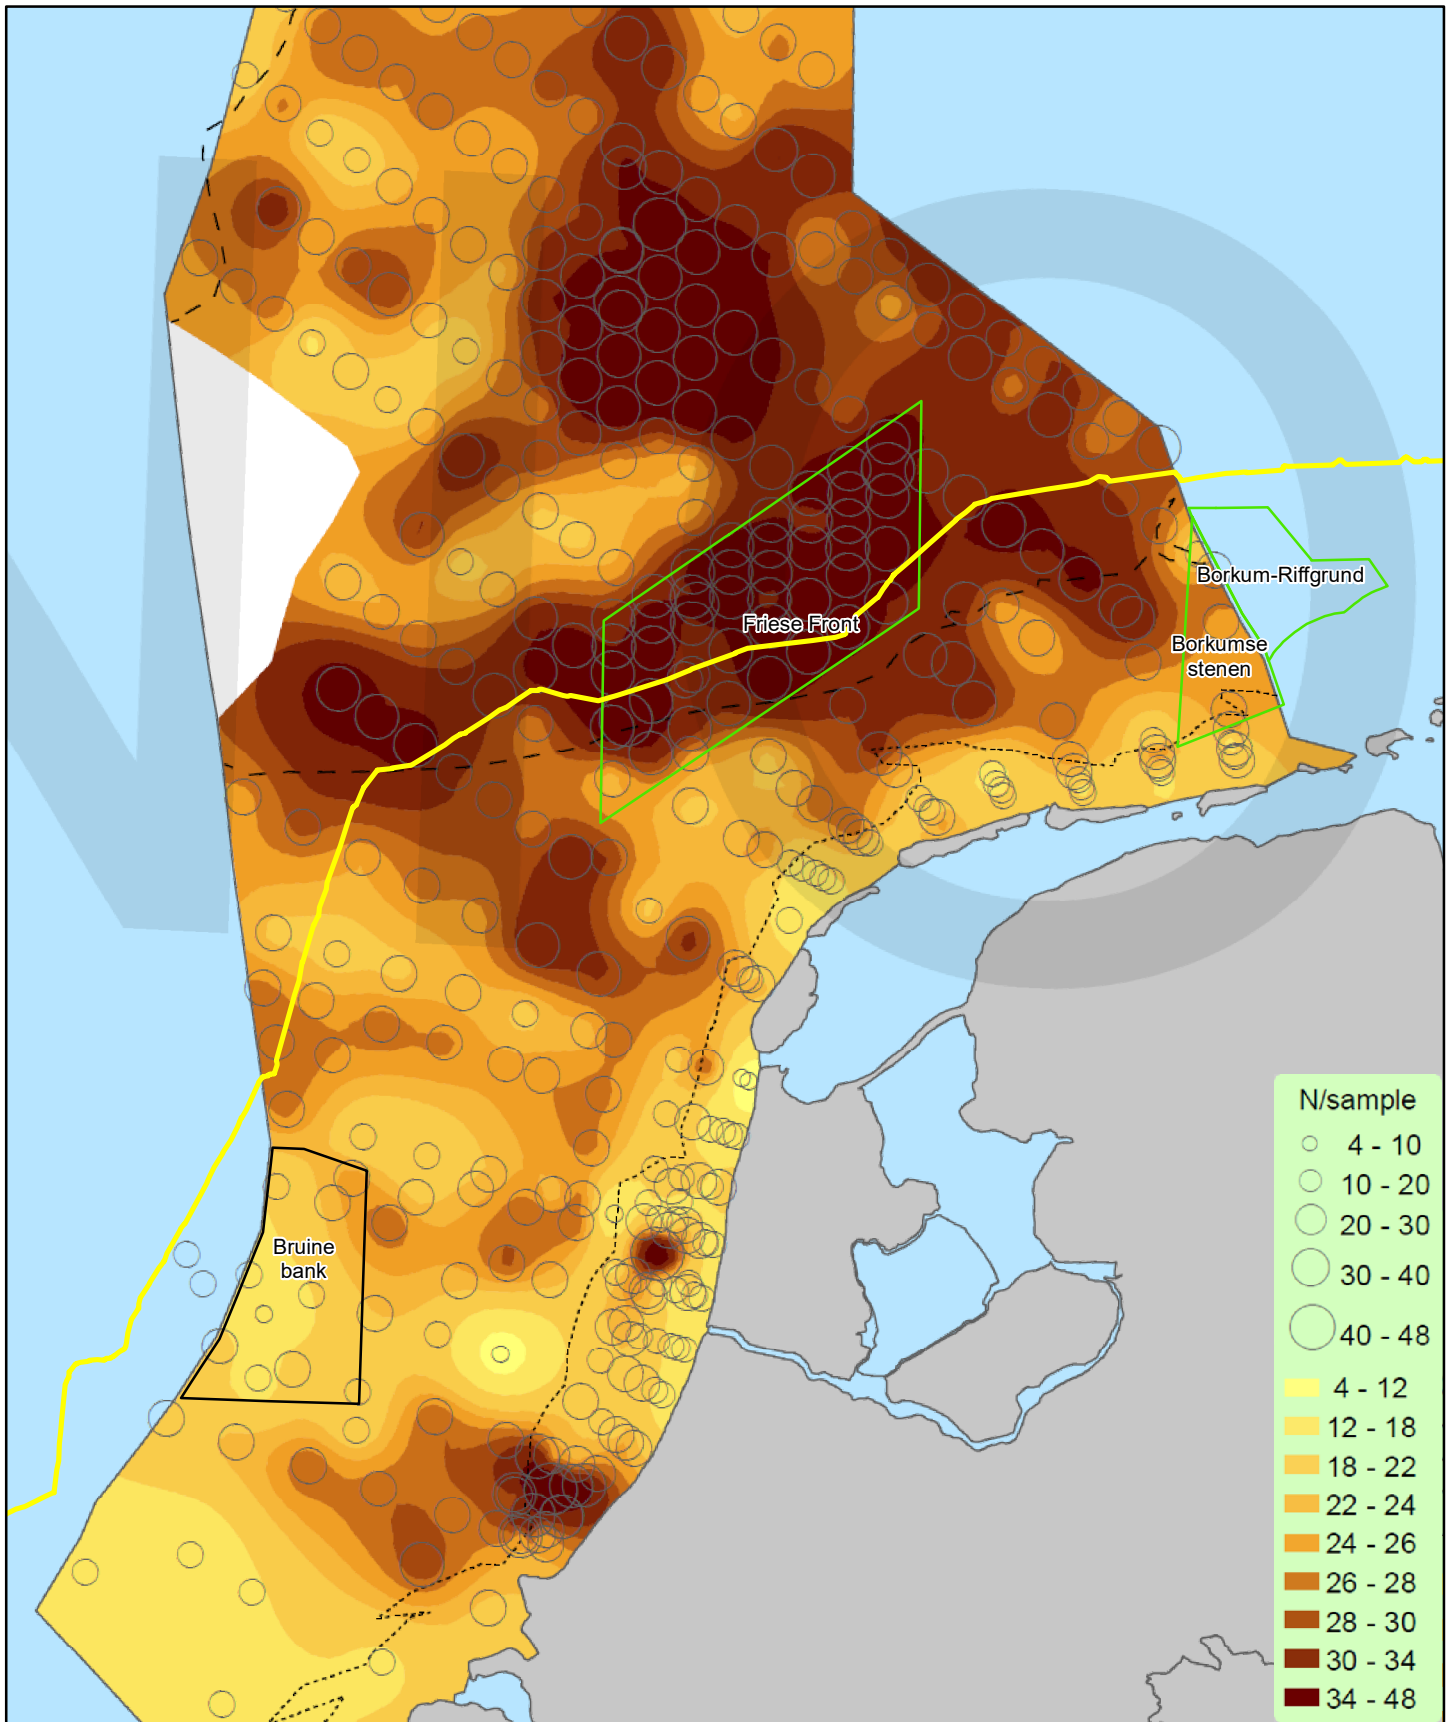 Friese Front
Borkum-Riffgrund
Borkumse
stenen
Bruine
bank
N/sample
4 - 10
10 - 20
20 - 30
30 - 40
40 - 48
4 - 12
12 - 18
18 - 22
22 - 24
24 - 26
26 - 28
28 - 30
30 - 34
34 - 48